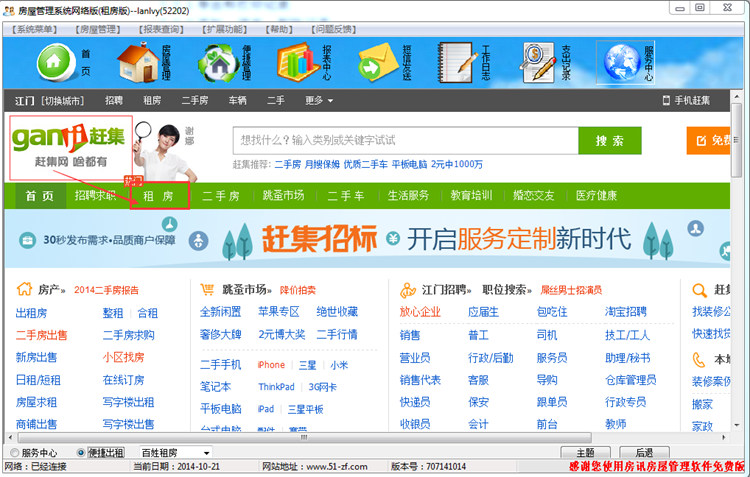 房屋管理系统网络版(租房版)--lanlvy(52202)
【系统菜单】 【房屋管理】 【报表查询】 【扩展功能】 【帮助】 【问题反馈】
首页 房屋管理 便捷管理 报表中心 短信发送 工作日志 支出记录 服务中心
江门 [切换城市] 招聘 租房 二手房 车辆 二手 更多 手机赶集
ganji 赶集
赶集网 啥都有
谢娜
想找什么？输入类别或关键字试试 搜 索 免费
赶集推荐: 二手房 月嫂保姆 优质二手车 平板电脑 2元中1000万
首 页 招聘求职 租 房 二 手 房 跳蚤市场 二 手 车 生活服务 教育培训 婚恋交友 医疗健康
30秒发布需求·品质商户保障 赶集招标 ¥ 开启服务定制新时代
房产» 2014二手房报告 跳蚤市场» 降价拍卖 江门招聘» 职位搜索» 屌丝男士招演员 赶
出租房 整租 合租 全新闲置 苹果专区 绝世收藏 放心企业 应届生 包吃住 淘宝招聘 找装修公
二手房出售 二手房求购 奢侈大牌 2元博大奖 二手行情 销售 普工 司机 技工/工人 快速找货
新房出售 小区找房 二手手机 iPhone 三星 小米 营业员 行政/后勤 服务员 助理/秘书 本
日租/短租 在线订房 笔记本 ThinkPad 3G网卡 销售代表 客服 导购 仓库管理员 装修案例
房屋求租 写字楼出租 平板电脑 iPad 三星平板 快递员 保安 跟单员 行政专员 搬家
商铺出售 写字楼出售 收银员 会计 前台 教师 家政
服务中心 便捷出租 百姓租房 主题 后退
网络：已经连接 当前日期：2014-10-21 网站地址：www.51-zf.com 版本号：707141014 感谢您使用房讯房屋管理软件免费版